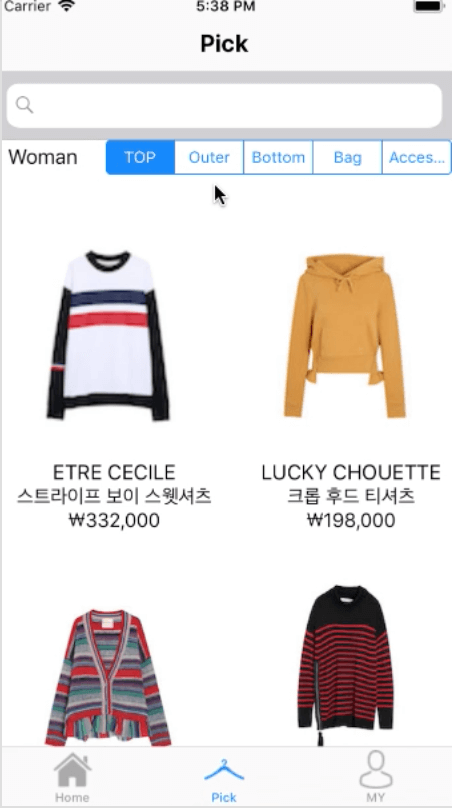 Carrier 5:38 PM
Pick
Woman TOP Outer Bottom Bag Acces...
ETRE CECILE LUCKY CHOUETTE
스트라이프 보이 스웻셔츠 크롭 후드 티셔츠
₩332,000 ₩198,000
Home Pick MY